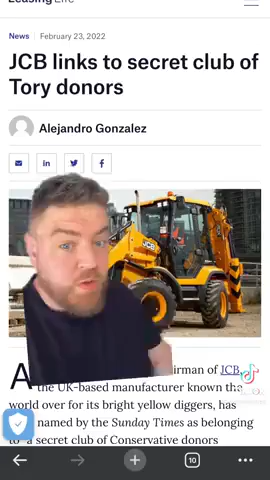 Leasing Life
News | February 23, 2022
JCB links to secret club of
Tory donors
Alejandro Gonzalez
JCB
A irman of JCB,
the UK-based manufacturer known the
world over for its bright yellow diggers, has
named by the Sunday Times as belonging
to "a secret club of Conservative donors
10